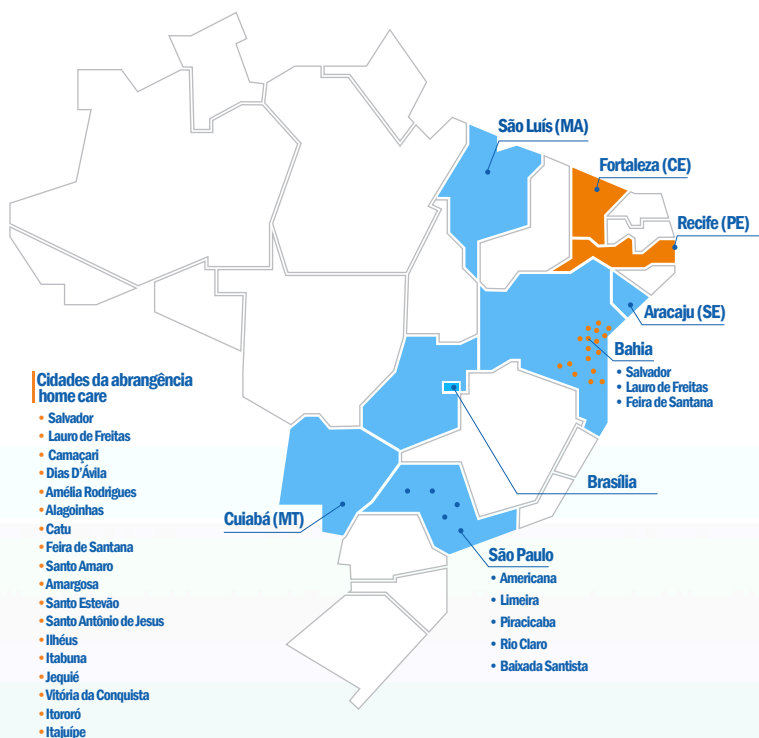 São Luís (MA)
Fortaleza (CE)
Recife (PE)
Aracaju (SE)
Bahia
• Salvador
• Lauro de Freitas
• Feira de Santana
Cidades da abrangência
home care
• Salvador
• Lauro de Freitas
• Camaçari
• Dias D'Ávila
• Amélia Rodrigues
• Alagoinhas
• Catu
• Feira de Santana
• Santo Amaro
• Amargosa
• Santo Estevão
• Santo Antônio de Jesus
• Ilhéus
• Itabuna
• Jequié
• Vitória da Conquista
• Itororó
• Itajuípe
Brasília
Cuiabá (MT)
São Paulo
• Americana
• Limeira
• Piracicaba
• Rio Claro
• Baixada Santista